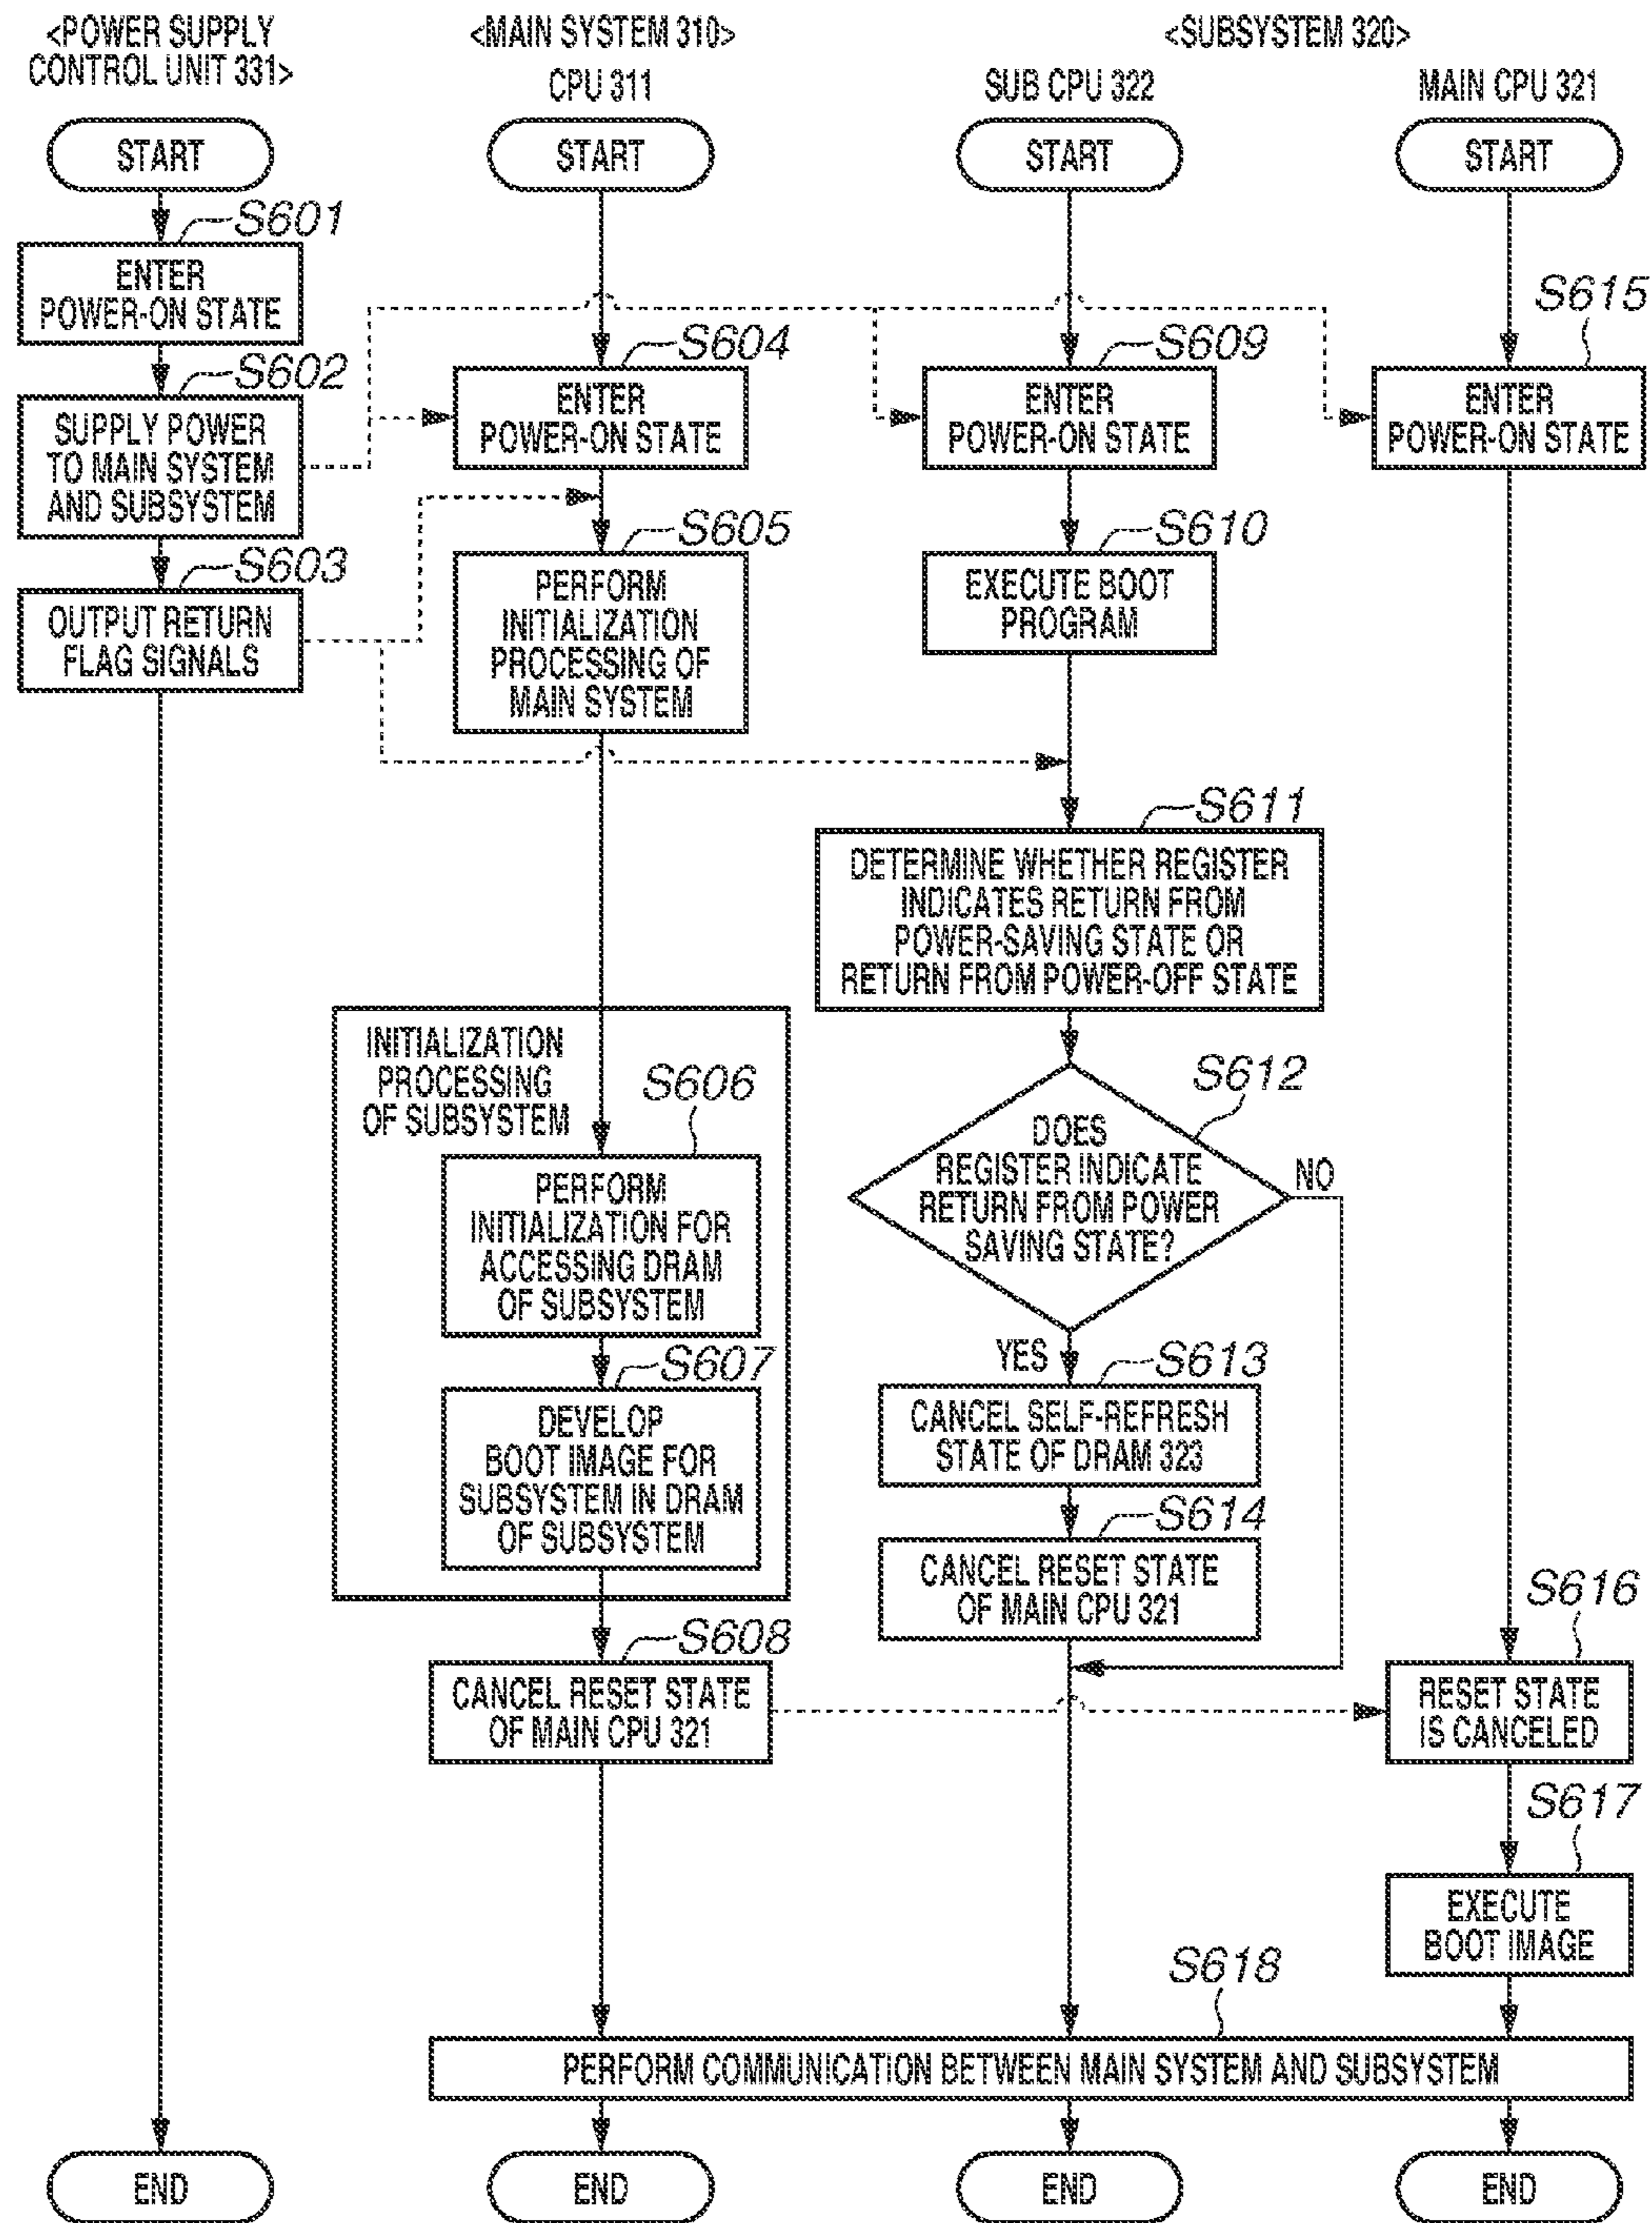 <POWER SUPPLY
CONTROL UNIT 331>
<MAIN SYSTEM 310>
CPU 311
<SUBSYSTEM 320>
SUB CPU 322
MAIN CPU 321
START
START
START
START
S601
ENTER
POWER-ON STATE
S602
SUPPLY POWER
TO MAIN SYSTEM
AND SUBSYSTEM
S603
OUTPUT RETURN
FLAG SIGNALS
S604
ENTER
POWER-ON STATE
S605
PERFORM
INITIALIZATION
PROCESSING OF
MAIN SYSTEM
S609
ENTER
POWER-ON STATE
S610
EXECUTE BOOT
PROGRAM
S615
ENTER
POWER-ON STATE
S611
DETERMINE WHETHER REGISTER
INDICATES RETURN FROM
POWER-SAVING STATE OR
RETURN FROM POWER-OFF STATE
INITIALIZATION
PROCESSING
OF SUBSYSTEM
S606
PERFORM
INITIALIZATION FOR
ACCESSING DRAM
OF SUBSYSTEM
S607
DEVELOP
BOOT IMAGE FOR
SUBSYSTEM IN DRAM
OF SUBSYSTEM
S608
CANCEL RESET STATE
OF MAIN CPU 321
S612
DOES
REGISTER INDICATE
RETURN FROM POWER
SAVING STATE?
NO
YES
S613
CANCEL SELF-REFRESH
STATE OF DRAM 323
S614
CANCEL RESET STATE
OF MAIN CPU 321
S616
RESET STATE
IS CANCELED
S617
EXECUTE
BOOT IMAGE
S618
PERFORM COMMUNICATION BETWEEN MAIN SYSTEM AND SUBSYSTEM
END
END
END
END